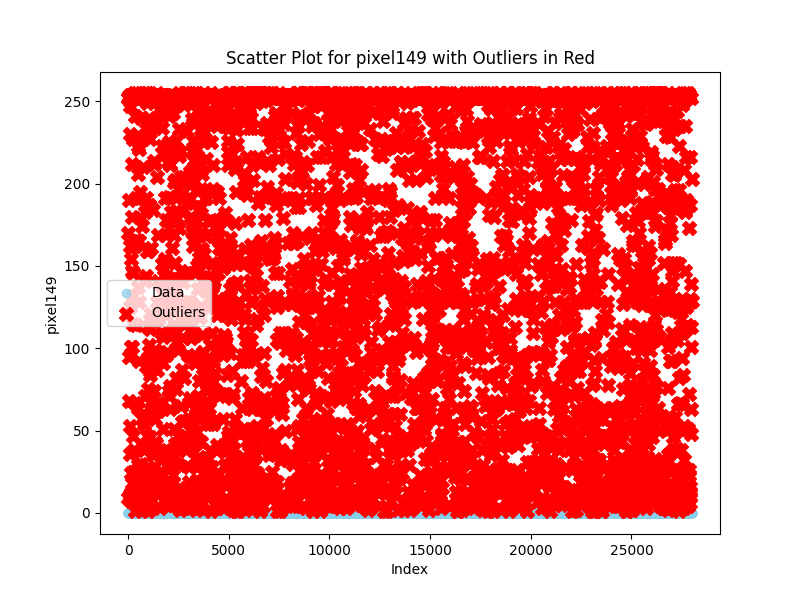 Scatter Plot for pixel149 with Outliers in Red
250
200
150
100
50
0
pixel149
Data
Outliers
0 5000 10000 15000 20000 25000
Index